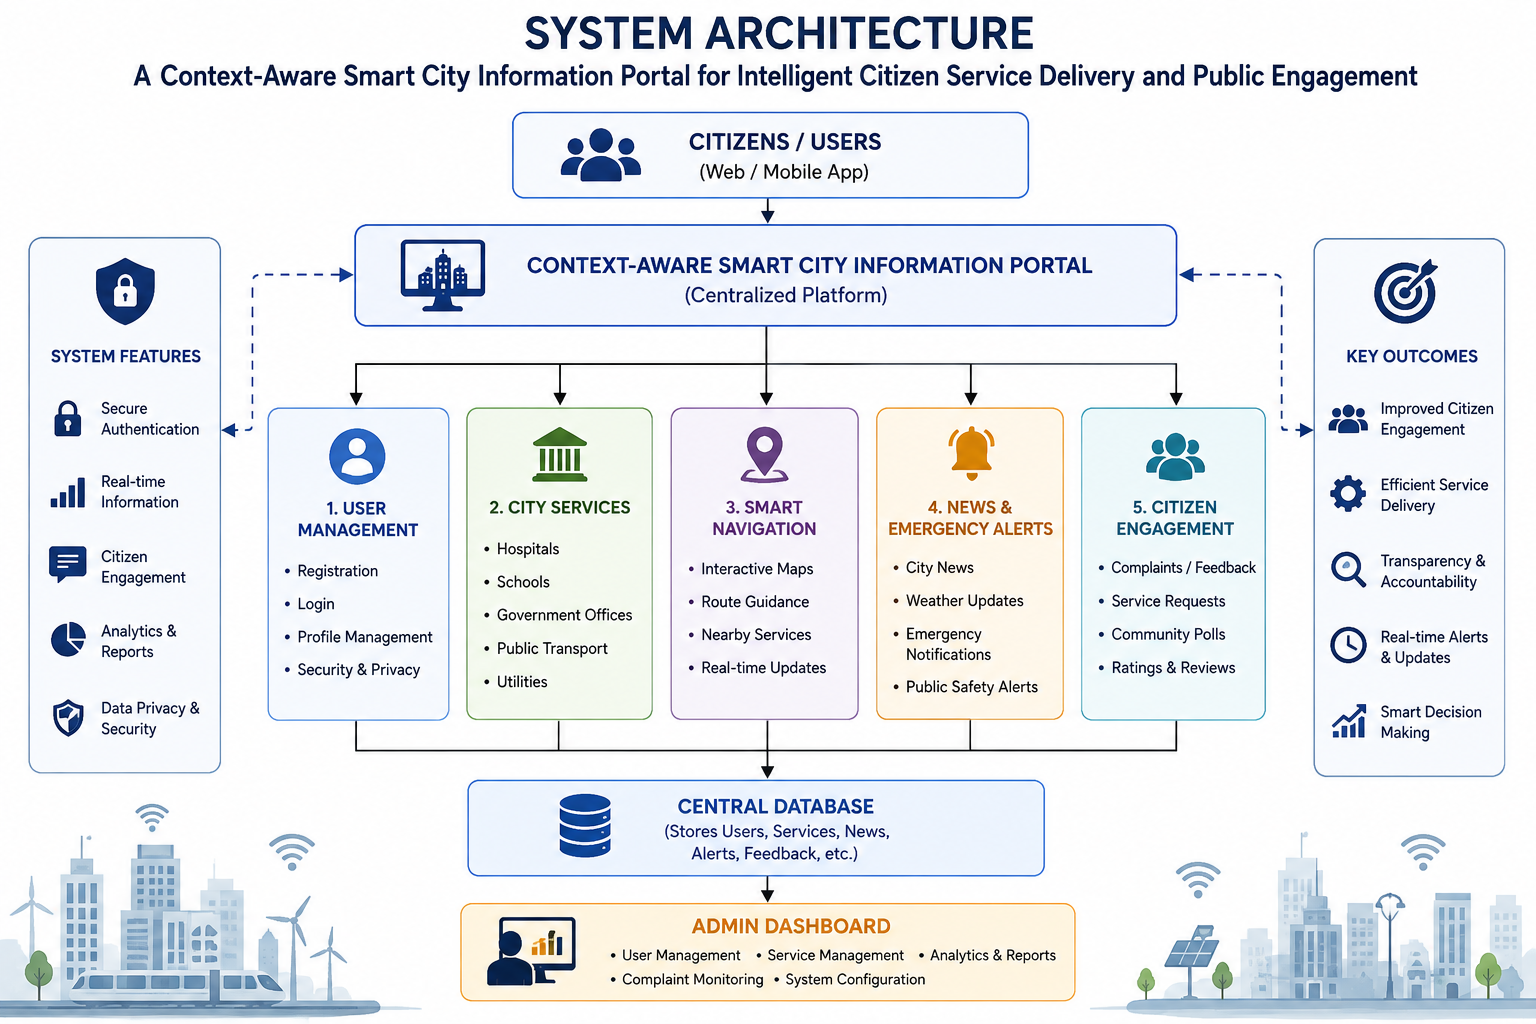 SYSTEM ARCHITECTURE
A Context-Aware Smart City Information Portal for Intelligent Citizen Service Delivery and Public Engagement
CITIZENS / USERS
(Web / Mobile App)
CONTEXT-AWARE SMART CITY INFORMATION PORTAL
(Centralized Platform)
SYSTEM FEATURES
Secure
Authentication
Real-time
Information
Citizen
Engagement
Analytics &
Reports
Data Privacy &
Security
1. USER
MANAGEMENT
• Registration
• Login
• Profile Management
• Security & Privacy
2. CITY SERVICES
• Hospitals
• Schools
• Government Offices
• Public Transport
• Utilities
3. SMART
NAVIGATION
• Interactive Maps
• Route Guidance
• Nearby Services
• Real-time Updates
4. NEWS &
EMERGENCY ALERTS
• City News
• Weather Updates
• Emergency
Notifications
• Public Safety Alerts
5. CITIZEN
ENGAGEMENT
• Complaints / Feedback
• Service Requests
• Community Polls
• Ratings & Reviews
KEY OUTCOMES
Improved Citizen
Engagement
Efficient Service
Delivery
Transparency &
Accountability
Real-time Alerts
& Updates
Smart Decision
Making
CENTRAL DATABASE
(Stores Users, Services, News,
Alerts, Feedback, etc.)
ADMIN DASHBOARD
• User Management • Service Management • Analytics & Reports
• Complaint Monitoring • System Configuration